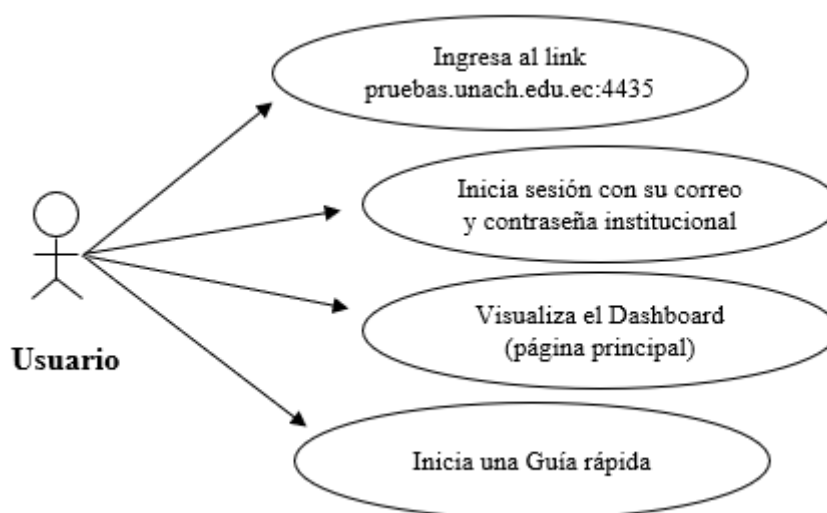 Ingresa al link
pruebas.unach.edu.ec:4435
Inicia sesión con su correo
y contraseña institucional
Visualiza el Dashboard
(página principal)
Usuario
Inicia una Guía rápida